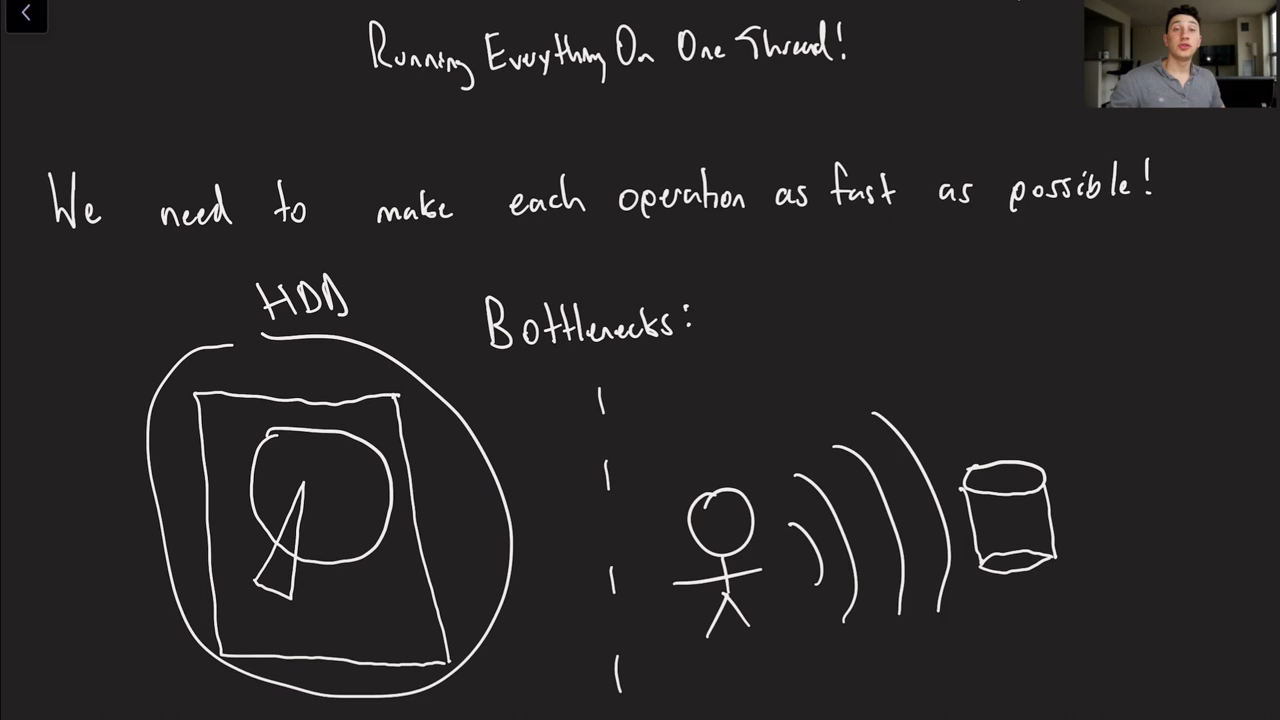 Running Everything On One Thread!
We need to make each operation as fast as possible!
HDD
Bottlenecks: